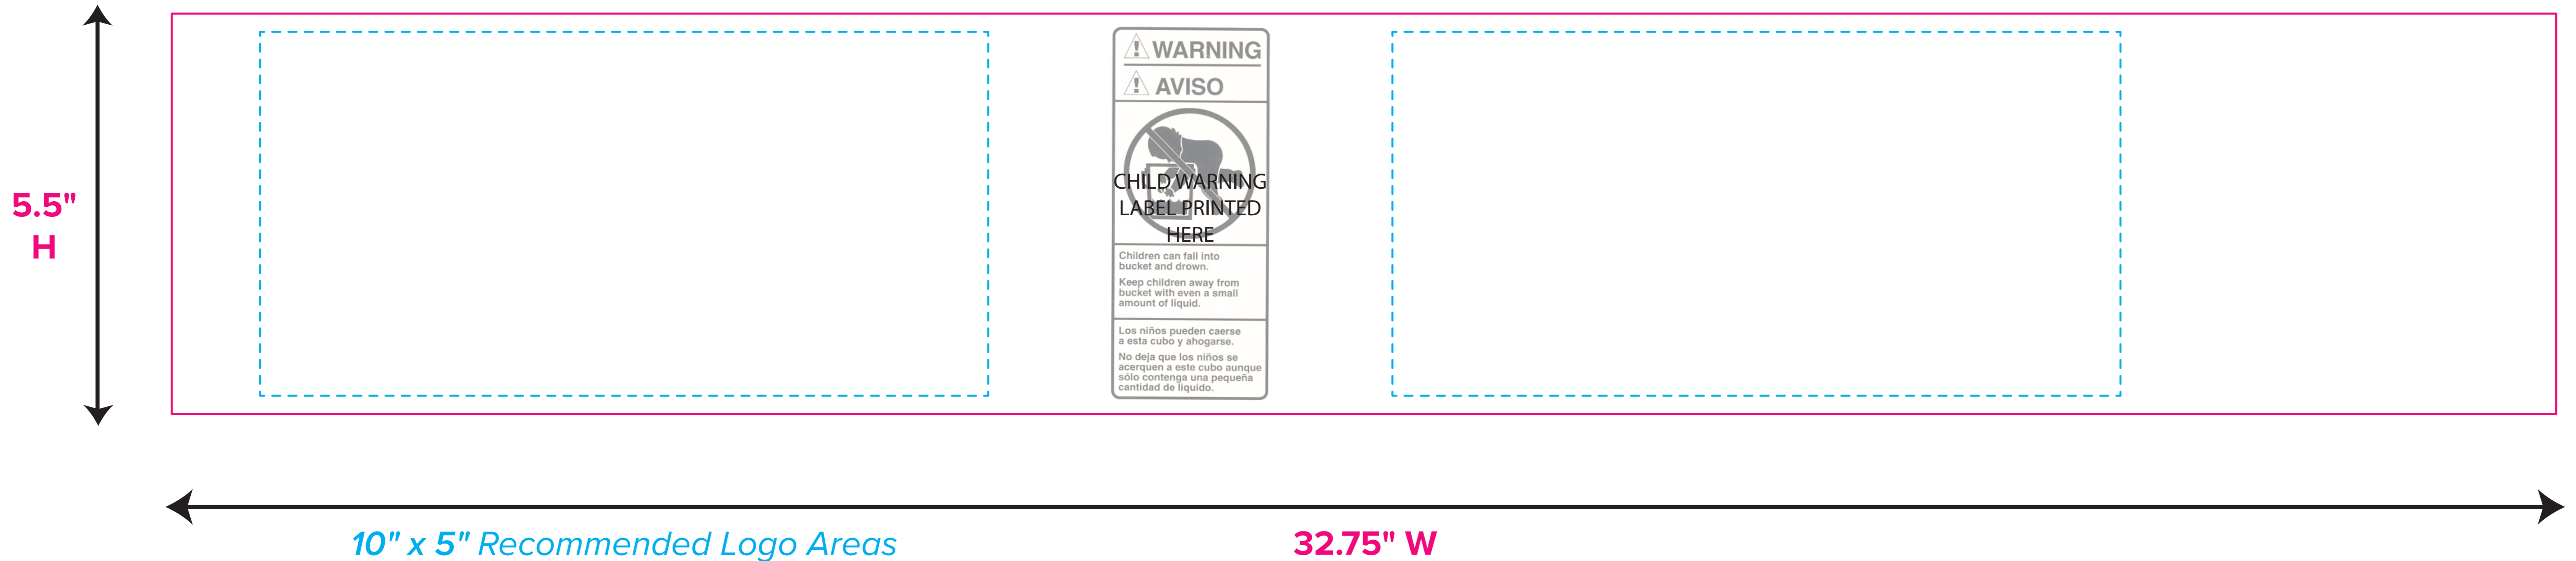 5.5"
H
WARNING
AVISO
CHILD WARNING
LABEL PRINTED
HERE
Children can fall into
bucket and drown.
Keep children away from
bucket with even a small
amount of liquid.
Los niños pueden caerse
a esta cubo y ahogarse.
No deja que los niños se
acerquen a este cubo aunque
sólo contenga una pequeña
cantidad de liquido.
10" x 5" Recommended Logo Areas
32.75" W